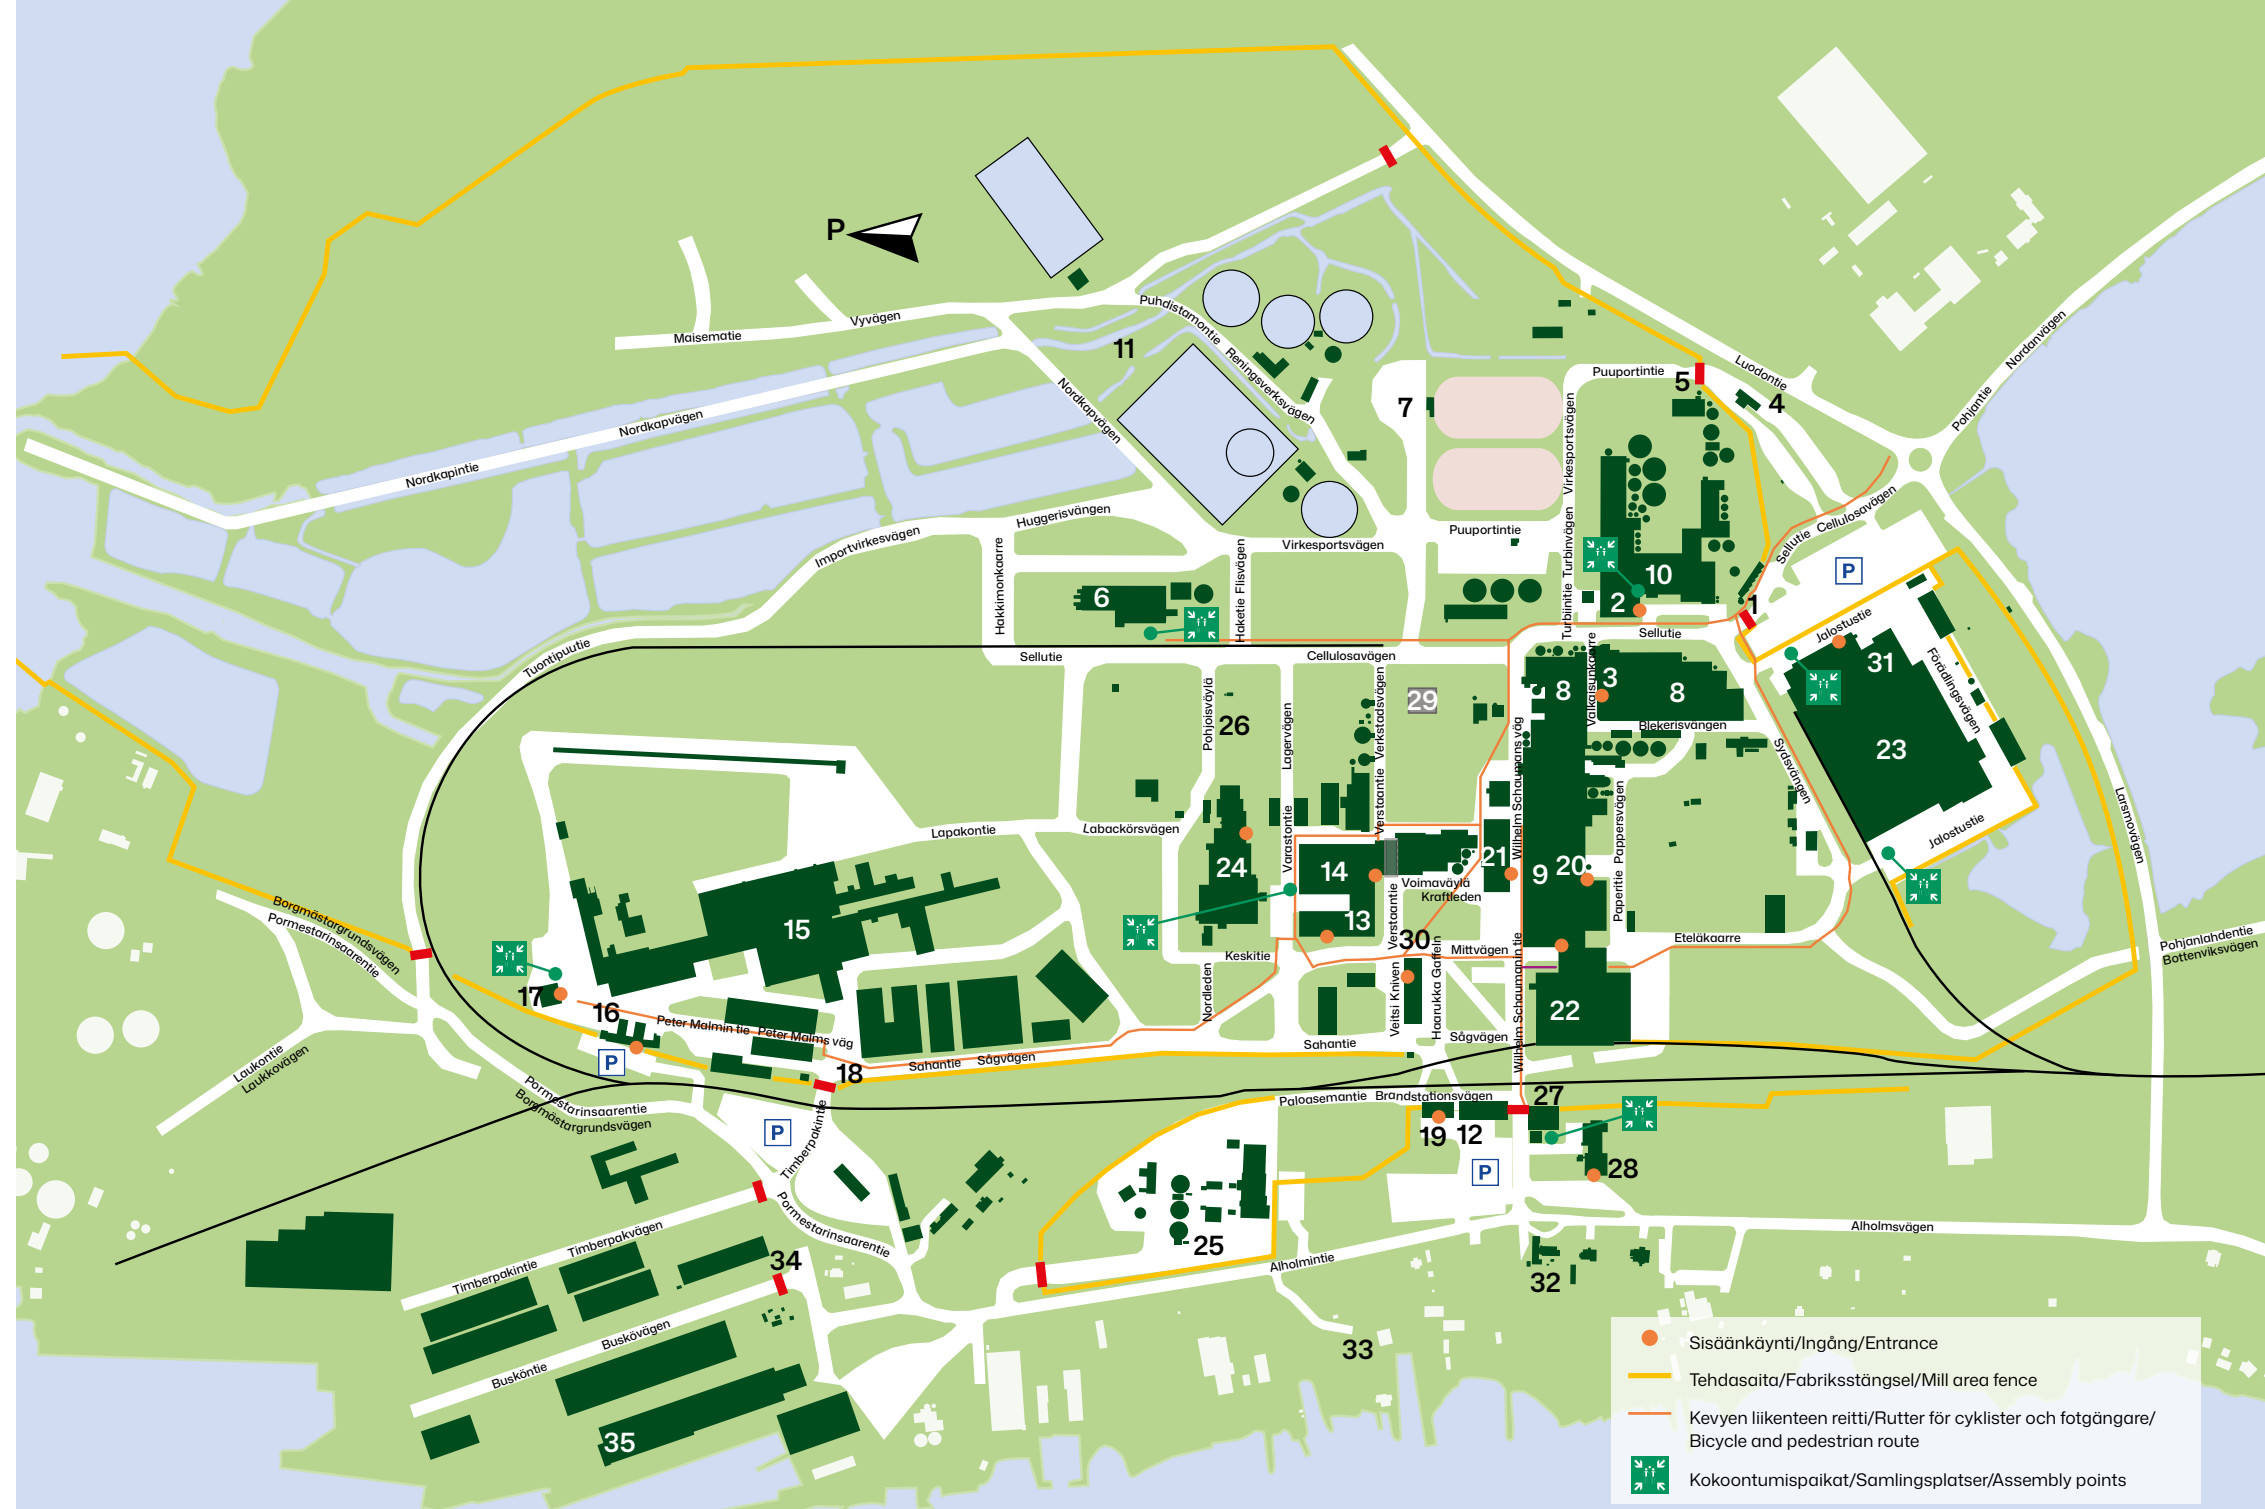 P
Maisematie
Vyvägen
Puhdistamontie
Reningsverksvägen
11
Nordkapvägen
Nordkapvägen
Nordkapintie
7
Puuportintie
5
4
Luodontie
Nordanvägen
Pohjantie
Virkesportsvägen
Huggerisvängen
Importvirkesvägen
Tuontipuutie
Hakkimonkaarre
Haketie Flisvägen
Virkesportsvägen
Puuportintie
Turbiinitie Turbinvägen
Sellutie Cellulosavägen
P
6
10
2
1
Sellutie
Sellutie
Cellulosavägen
Jalostustie
31
Förädlingsvägen
23
Jalostustie
Larsmovägen
Pohjoisväylä
26
Lagervägen
Varastontie
Verstaantie Verkstadsvägen
29
8
3
8
Valkaisunkaarre
Blekerisvängen
Sydsvängen
Wilhelm Schaumans väg
Paperitie Pappersvägen
Lapakontie
Labackörsvägen
24
14
21
9
20
Voimaväylä
Kraftleden
13
15
Borgmästargrundsvägen
Pormestarinsaarentie
Keskitie
Verstaantie
30
Mittvägen
Eteläkaarre
Pohjanlahdentie
Bottenviksvägen
17
16
P
Peter Malmin tie Peter Malms väg
Nordleden
Veitsi Kniven
Haarukka Gaffeln
Wilhelm Schaumanin tie
22
Sågvägen
Sahantie
Sahantie Sågvägen
18
Laukontie
Laukkovägen
Pormestarinsaarentie
Borgmästargrundsvägen
P
Timberpakintie
Paloasemantie Brandstationsvägen
27
19
12
P
28
25
Pormestarinsaarentie
Timberpakvägen
Timberpakintie
34
Alholmsvägen
Alholmintie
32
33
Buskövägen
Busköntie
35
Sisäänkäynti/Ingång/Entrance
Tehdasaita/Fabriksstängsel/Mill area fence
Kevyen liikenteen reitti/Rutter för cyklister och fotgängare/
Bicycle and pedestrian route
Kokoontumispaikat/Samlingsplatser/Assembly points